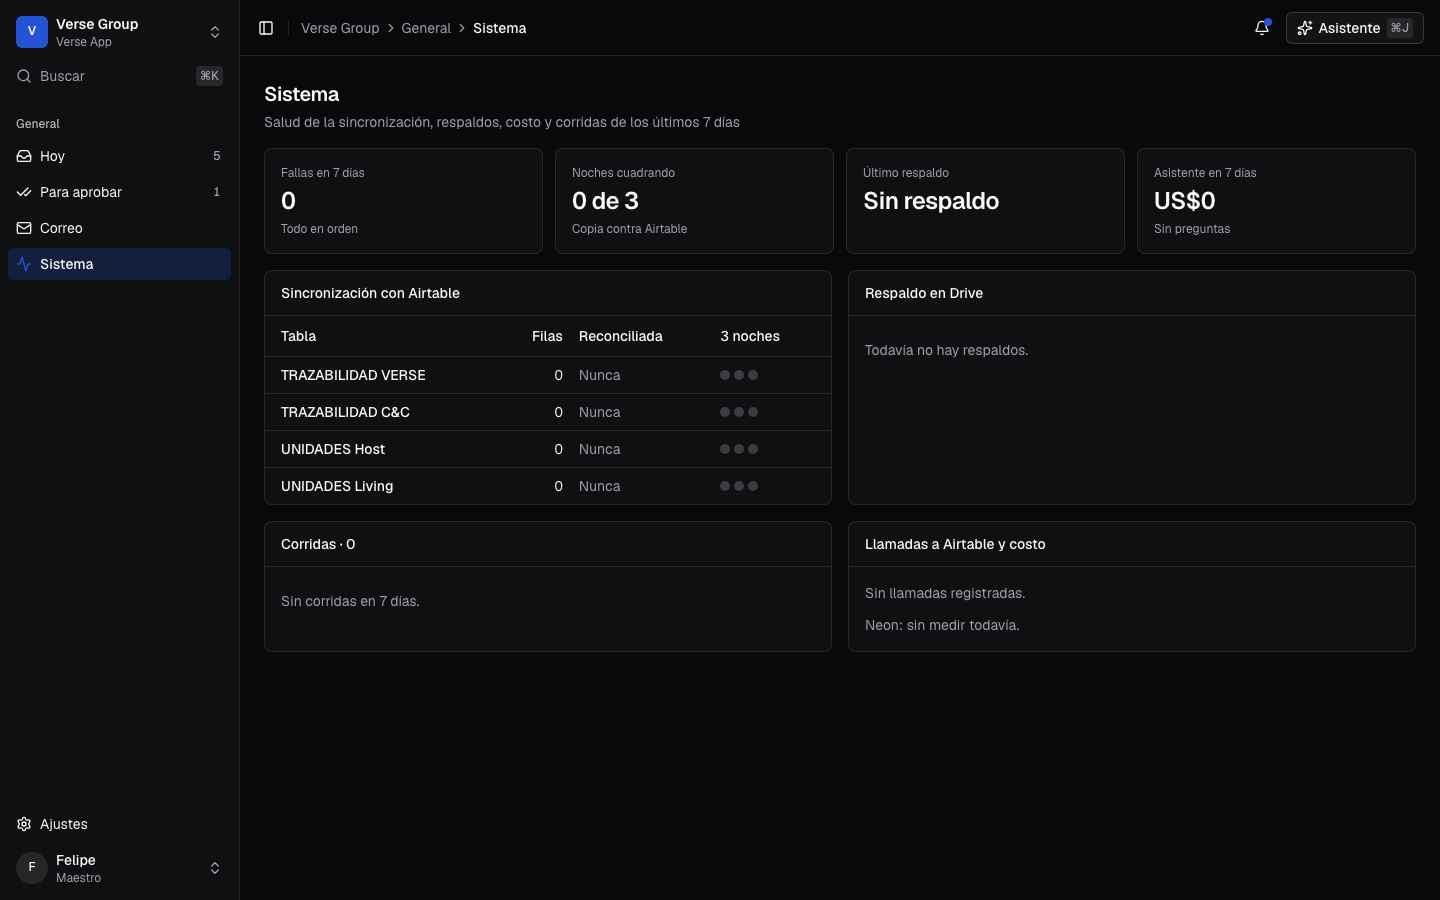 V
Verse Group
Verse App
Buscar ⌘K
General
Hoy 5
Para aprobar 1
Correo
Sistema
Ajustes
F
Felipe
Maestro
Verse Group > General > Sistema
Asistente ⌘J
Sistema
Salud de la sincronización, respaldos, costo y corridas de los últimos 7 días
Fallas en 7 días
0
Todo en orden
Noches cuadrando
0 de 3
Copia contra Airtable
Último respaldo
Sin respaldo
Asistente en 7 días
US$0
Sin preguntas
Sincronización con Airtable
Tabla Filas Reconciliada 3 noches
TRAZABILIDAD VERSE 0 Nunca
TRAZABILIDAD C&C 0 Nunca
UNIDADES Host 0 Nunca
UNIDADES Living 0 Nunca
Respaldo en Drive
Todavía no hay respaldos.
Corridas · 0
Sin corridas en 7 días.
Llamadas a Airtable y costo
Sin llamadas registradas.
Neon: sin medir todavía.